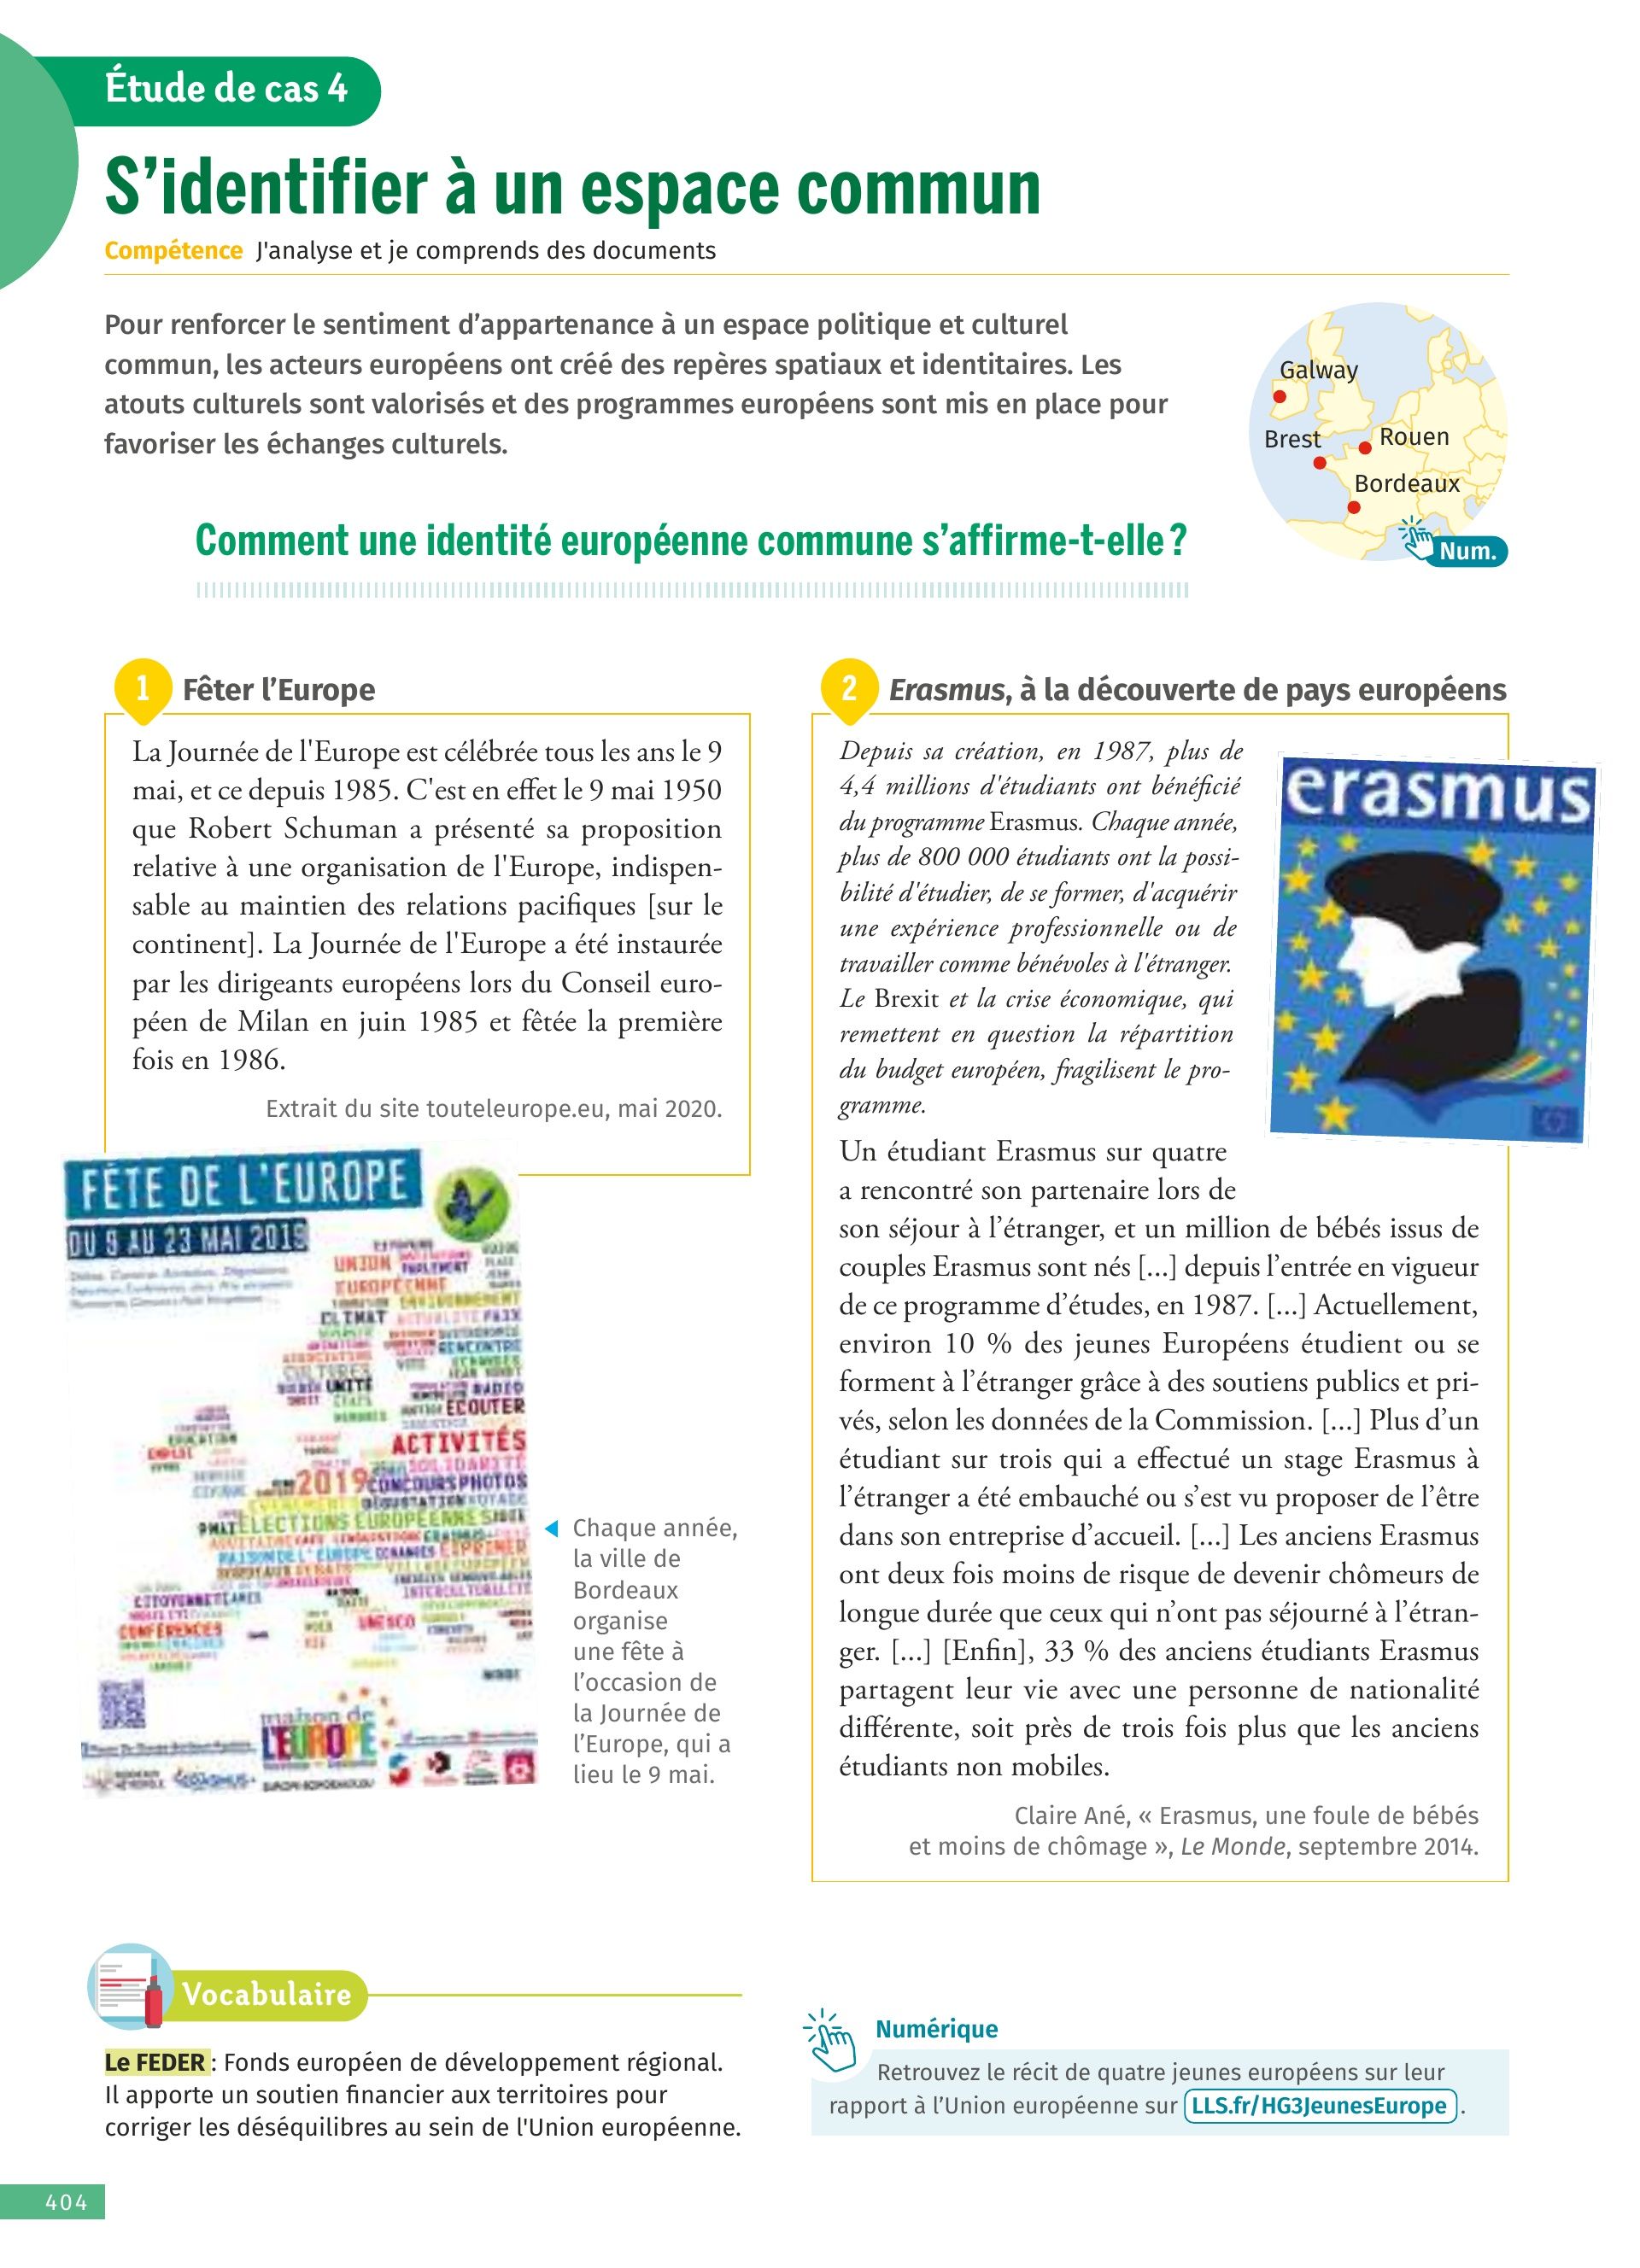 Étude de cas 4
S'identifier à un espace commun
Compétence J'analyse et je comprends des documents
Pour renforcer le sentiment d'appartenance à un espace politique et culturel
commun, les acteurs européens ont créé des repères spatiaux et identitaires. Les
atouts culturels sont valorisés et des programmes européens sont mis en place pour
favoriser les échanges culturels.
Galway
Brest
Rouen
Bordeaux
Num.
Comment une identité européenne commune s'affirme-t-elle ?
1 Fêter l'Europe
La Journée de l'Europe est célébrée tous les ans le 9
mai, et ce depuis 1985. C'est en effet le 9 mai 1950
que Robert Schuman a présenté sa proposition
relative à une organisation de l'Europe, indispen-
sable au maintien des relations pacifiques [sur le
continent]. La Journée de l'Europe a été instaurée
par les dirigeants européens lors du Conseil euro-
péen de Milan en juin 1985 et fêtée la première
fois en 1986.
Extrait du site touteleurope.eu, mai 2020.
FÊTE DE L'EUROPE
DU 9 AU 23 MAI 2019
UNION
EUROPÉENNE
CLIMAT
PAIX
RENCONTRE
CULTURES
UNITÉ
RADIO
ÉCOUTER
ACTIVITÉS
SOLIDARITÉ
2019 CONCOURS PHOTOS
ÉLECTIONS EUROPÉENNES
CONFÉRENCES
UNESCO
maison de
L'EUROPE
Chaque année,
la ville de
Bordeaux
organise
une fête à
l'occasion de
la Journée de
l'Europe, qui a
lieu le 9 mai.
2 Erasmus, à la découverte de pays européens
Depuis sa création, en 1987, plus de
4,4 millions d'étudiants ont bénéficié
du programme Erasmus. Chaque année,
plus de 800 000 étudiants ont la possi-
bilité d'étudier, de se former, d'acquérir
une expérience professionnelle ou de
travailler comme bénévoles à l'étranger.
Le Brexit et la crise économique, qui
remettent en question la répartition
du budget européen, fragilisent le pro-
gramme.
erasmus
Un étudiant Erasmus sur quatre
a rencontré son partenaire lors de
son séjour à l'étranger, et un million de bébés issus de
couples Erasmus sont nés [...] depuis l'entrée en vigueur
de ce programme d'études, en 1987. [...] Actuellement,
environ 10 % des jeunes Européens étudient ou se
forment à l'étranger grâce à des soutiens publics et pri-
vés, selon les données de la Commission. [...] Plus d'un
étudiant sur trois qui a effectué un stage Erasmus à
l'étranger a été embauché ou s'est vu proposer de l'être
dans son entreprise d'accueil. [...] Les anciens Erasmus
ont deux fois moins de risque de devenir chômeurs de
longue durée que ceux qui n'ont pas séjourné à l'étran-
ger. [...] [Enfin], 33 % des anciens étudiants Erasmus
partagent leur vie avec une personne de nationalité
différente, soit près de trois fois plus que les anciens
étudiants non mobiles.
Claire Ané, « Erasmus, une foule de bébés
et moins de chômage », Le Monde, septembre 2014.
Vocabulaire
Le FEDER : Fonds européen de développement régional.
Il apporte un soutien financier aux territoires pour
corriger les déséquilibres au sein de l'Union européenne.
Numérique
Retrouvez le récit de quatre jeunes européens sur leur
rapport à l'Union européenne sur LLS.fr/HG3JeunesEurope .
404